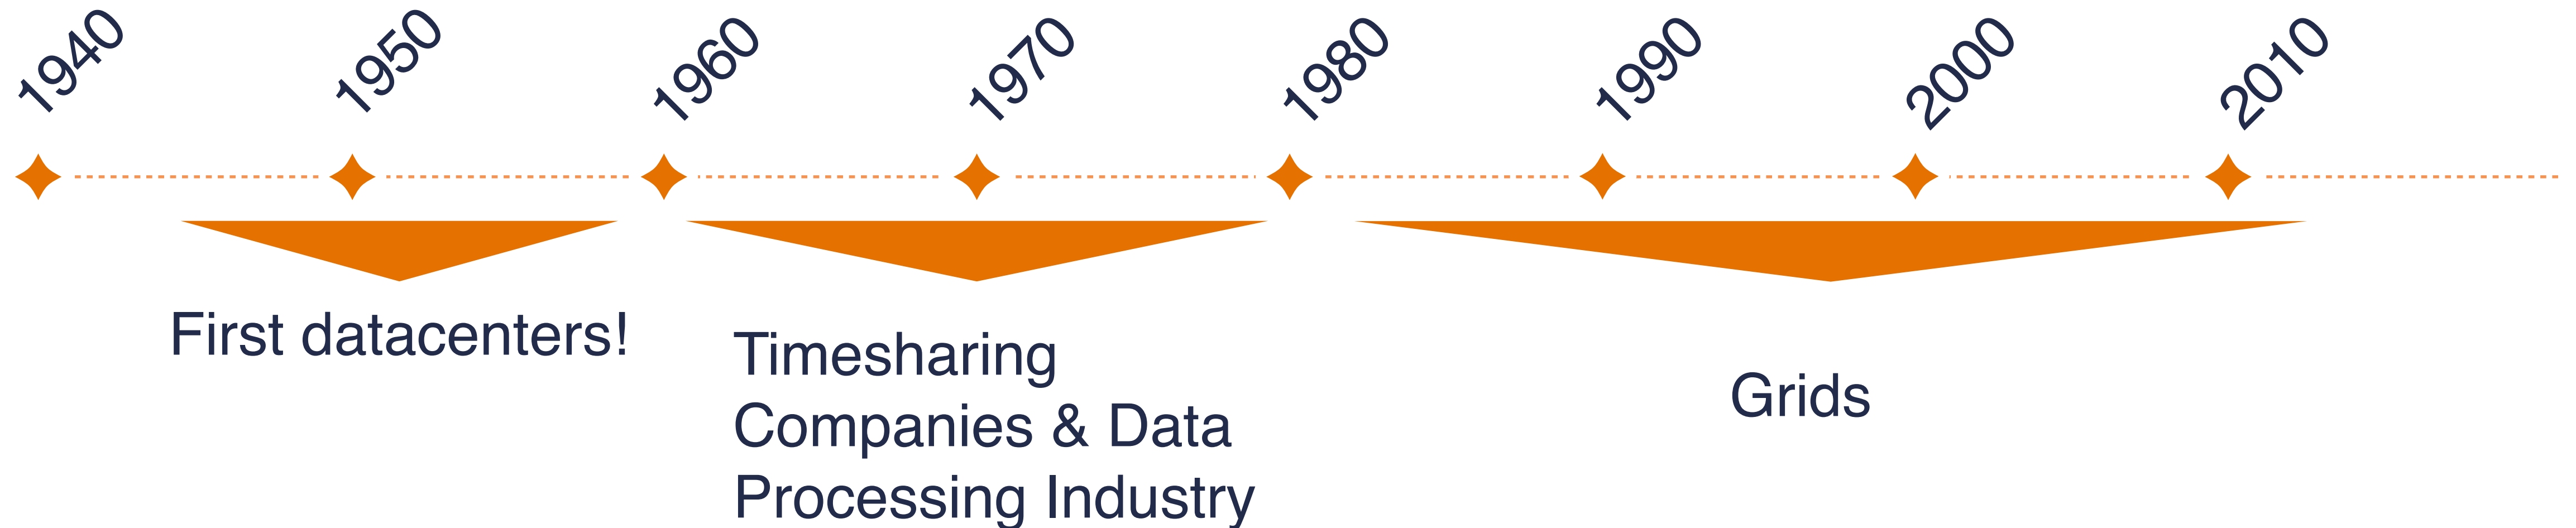 1940
1950
1960
1970
1980
1990
2000
2010
First datacenters!
Timesharing
Companies & Data
Processing Industry
Grids